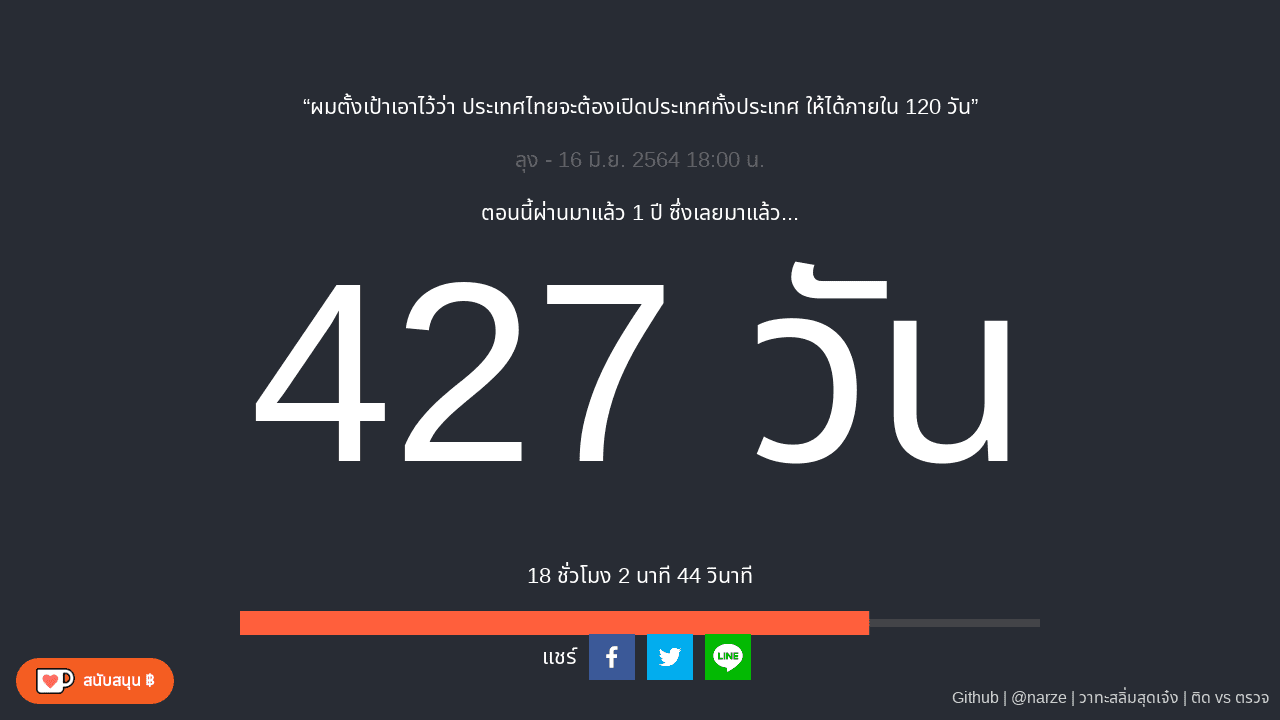 “ผมตั้งเป้าเอาไว้ว่า ประเทศไทยจะต้องเปิดประเทศทั้งประเทศ ให้ได้ภายใน 120 วัน”
ลุง - 16 มิ.ย. 2564 18:00 น.
ตอนนี้ผ่านมาแล้ว 1 ปี ซึ่งเลยมาแล้ว...
427 วัน
18 ชั่วโมง 2 นาที 44 วินาที
แชร์
LINE
สนับสนุน ฿
Github | @narze | วาทะสลิ่มสุดเจ๋ง | ติด vs ตรวจ